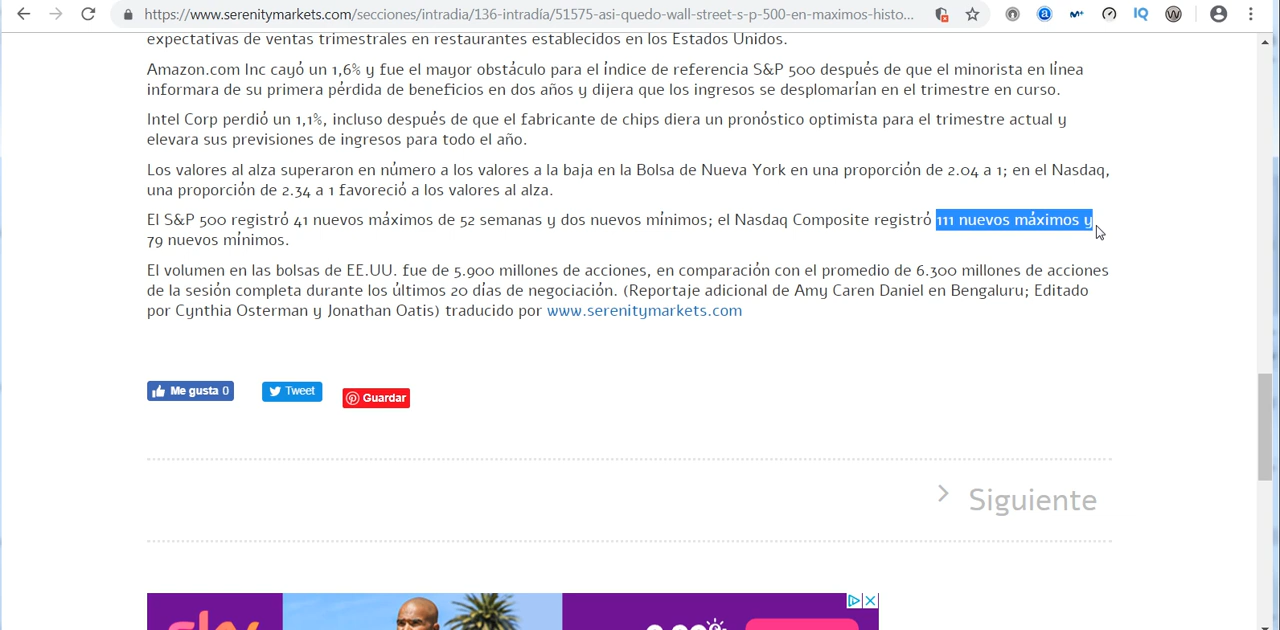 https://www.serenitymarkets.com/secciones/intradia/136-intradía/51575-asi-quedo-wall-street-s-p-500-en-maximos-histo...
expectativas de ventas trimestrales en restaurantes establecidos en los Estados Unidos.
Amazon.com Inc cayó un 1,6% y fue el mayor obstáculo para el índice de referencia S&P 500 después de que el minorista en línea
informara de su primera pérdida de beneficios en dos años y dijera que los ingresos se desplomarían en el trimestre en curso.
Intel Corp perdió un 1,1%, incluso después de que el fabricante de chips diera un pronóstico optimista para el trimestre actual y
elevara sus previsiones de ingresos para todo el año.
Los valores al alza superaron en número a los valores a la baja en la Bolsa de Nueva York en una proporción de 2.04 a 1; en el Nasdaq,
una proporción de 2.34 a 1 favoreció a los valores al alza.
El S&P 500 registró 41 nuevos máximos de 52 semanas y dos nuevos mínimos; el Nasdaq Composite registró 111 nuevos máximos y
79 nuevos mínimos.
El volumen en las bolsas de EE.UU. fue de 5.900 millones de acciones, en comparación con el promedio de 6.300 millones de acciones
de la sesión completa durante los últimos 20 días de negociación. (Reportaje adicional de Amy Caren Daniel en Bengaluru; Editado
por Cynthia Osterman y Jonathan Oatis) traducido por www.serenitymarkets.com
Me gusta 0 Tweet Guardar
Siguiente
sky